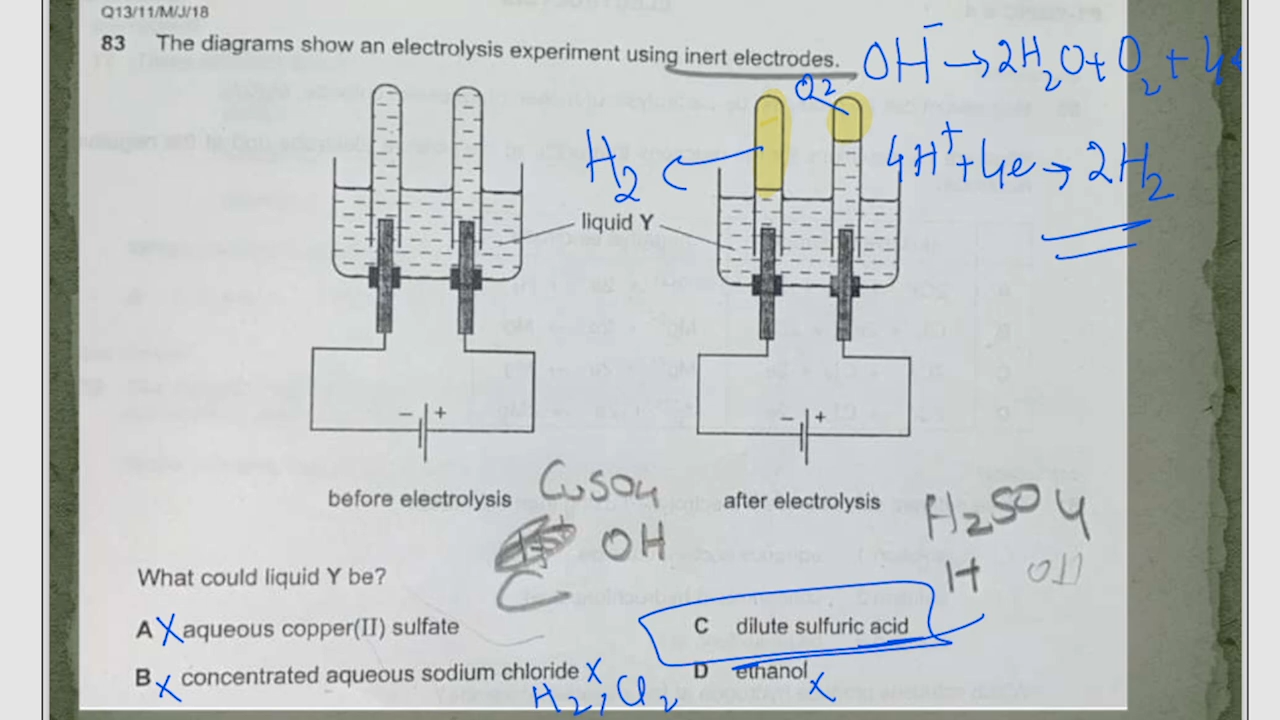 Q13/11/M/J/18
83 The diagrams show an electrolysis experiment using inert electrodes.
OH⁻ → 2H₂O + O₂ + 4e
O₂
H₂
4H⁺ + 4e → 2H₂
liquid Y
− +
− +
before electrolysis
after electrolysis
CuSO4
OH
H2SO4
H OH
What could liquid Y be?
A X aqueous copper(II) sulfate
B X concentrated aqueous sodium chloride X
H₂, Cl₂
C dilute sulfuric acid
D ethanol X